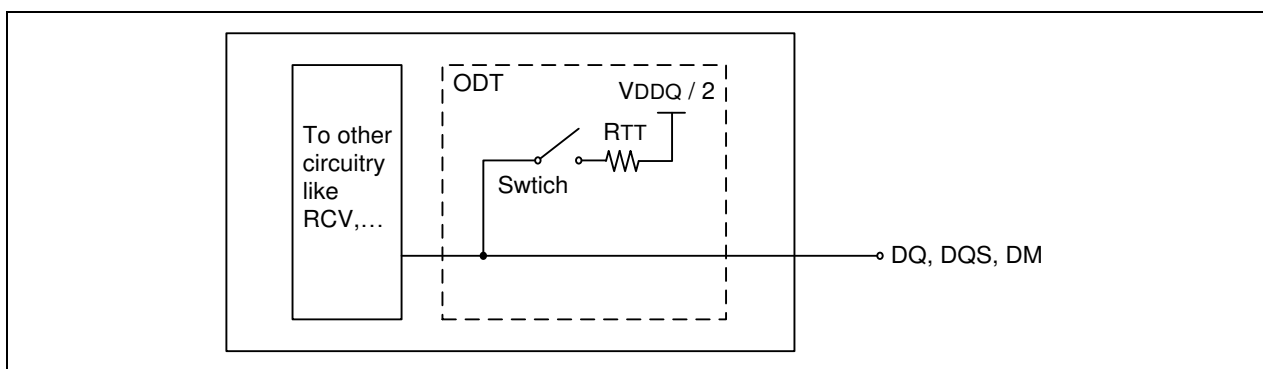 ODT
VDDQ / 2
To other
circuitry
like
RCV,…
RTT
Swtich
DQ, DQS, DM